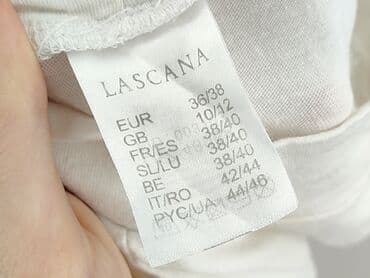 LASCANA
EUR 36/38
GB 10/12
FR/ES 38/40
SI/LU 38/40
BE 38/40
IT/RO 42/44
РУС/UA 44/46